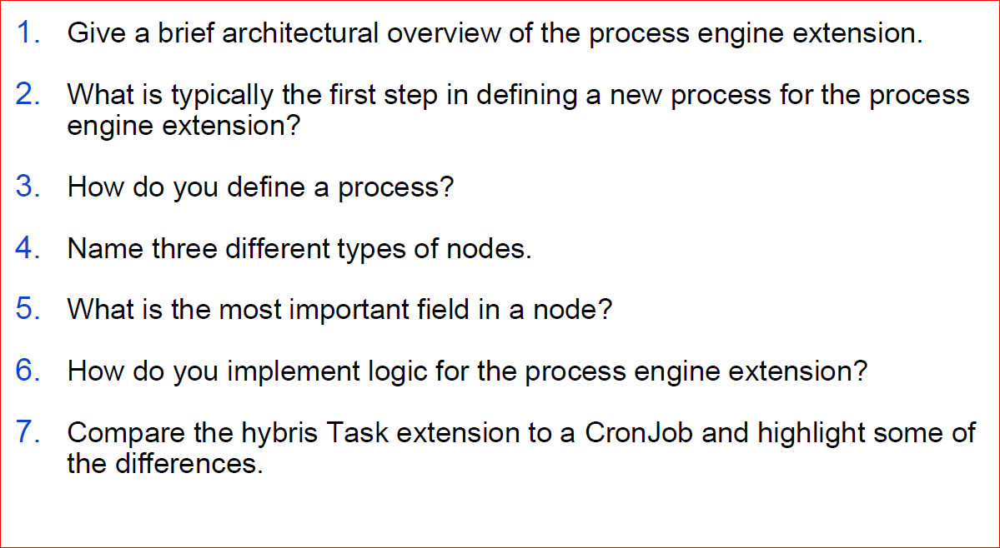 1. Give a brief architectural overview of the process engine extension.
2. What is typically the first step in defining a new process for the process
engine extension?
3. How do you define a process?
4. Name three different types of nodes.
5. What is the most important field in a node?
6. How do you implement logic for the process engine extension?
7. Compare the hybris Task extension to a CronJob and highlight some of
the differences.